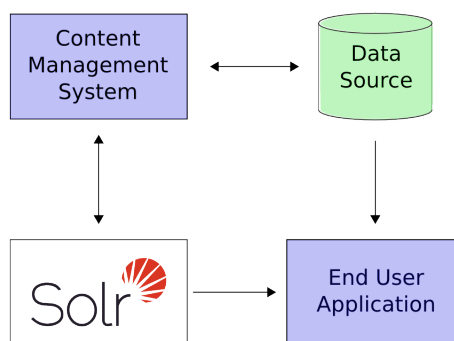 Content
Management
System
Data
Source
Solr
End User
Application